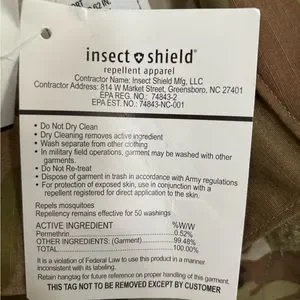 insect shield®
repellent apparel
Contractor Name: Insect Shield Mfg, LLC
Contractor Address: 814 W Market Street, Greensboro, NC 27401
EPA REG. NO.: 74843-2
EPA EST. NO.: 74843-NC-001
• Do Not Dry Clean
• Dry Cleaning removes active ingredient
• Wash separate from other clothing
• In military field operations, garment may be washed with other
garments.
• Do Not Re-treat
• Dispose of garment in trash in accordance with Army regulations
• For protection of exposed skin, use in conjunction with a
repellent registered for direct application to the skin.
Repels mosquitoes
Repellency remains effective for 50 washings
ACTIVE INGREDIENT %W/W
Permethrin 0.52%
OTHER INGREDIENTS: (Garment) 99.48%
TOTAL 100.00%
It is a violation of Federal Law to use this product in a manner
inconsistent with its labeling.
Retain hangtag for future reference on proper handling of this garment.
THIS TAG NOT TO BE REMOVED EXCEPT BY CUSTOMER